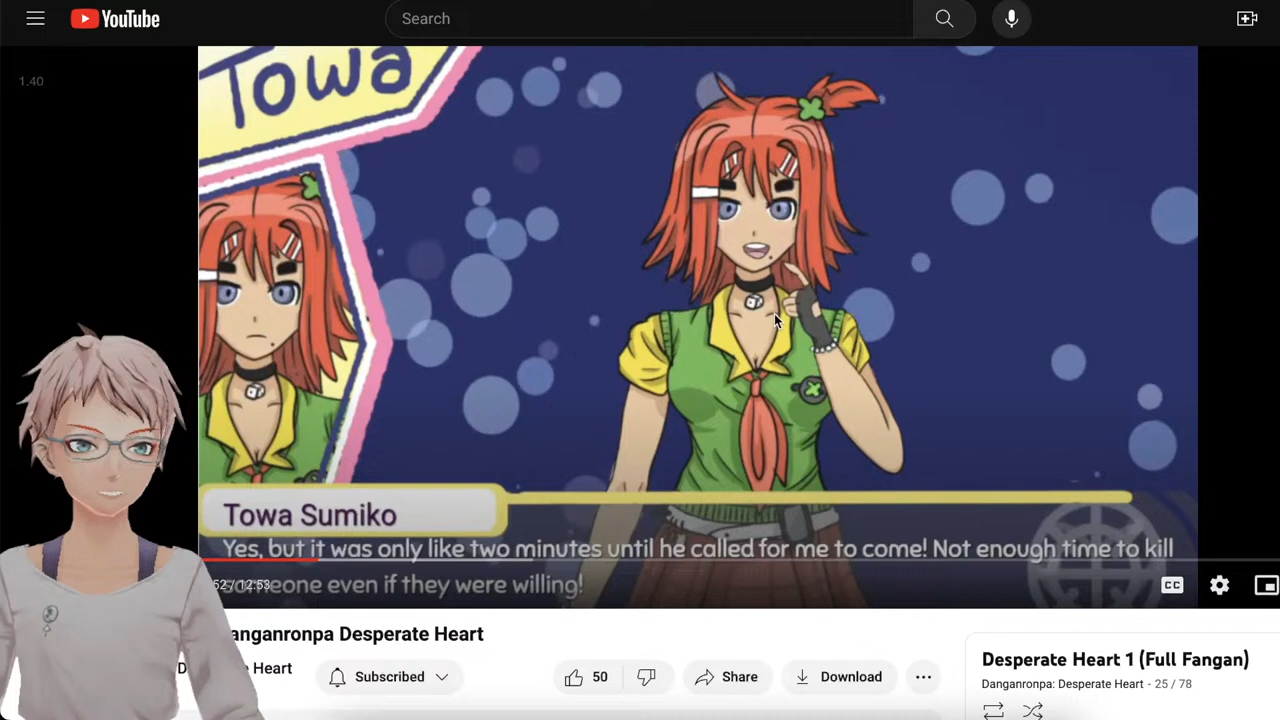 YouTube
Search
1.40
Towa
Towa Sumiko
Yes, but it was only like two minutes until he called for me to come! Not enough time to kill
even if they were willing!
52 / 12:53
CC
Danganronpa Desperate Heart
Heart
Subscribed
50
Share
Download
Desperate Heart 1 (Full Fangan)
Danganronpa: Desperate Heart - 25 / 78